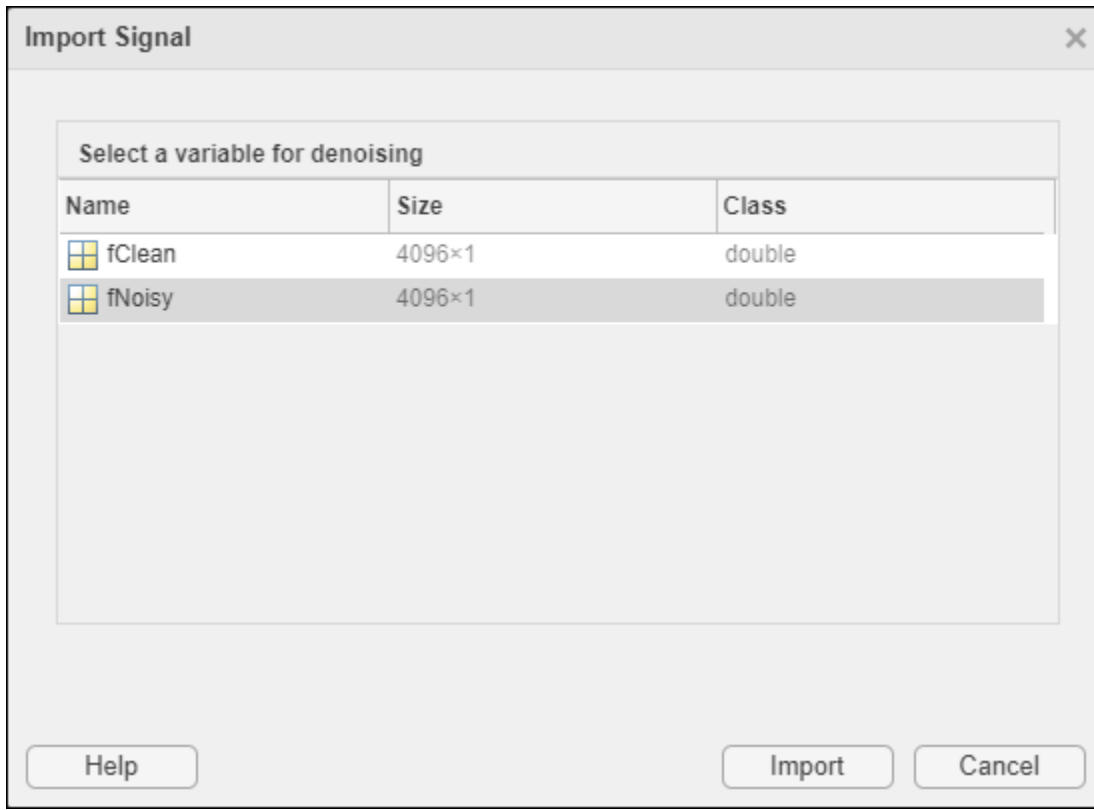 Import Signal
Select a variable for denoising
Name Size Class
fClean 4096×1 double
fNoisy 4096×1 double
Help Import Cancel